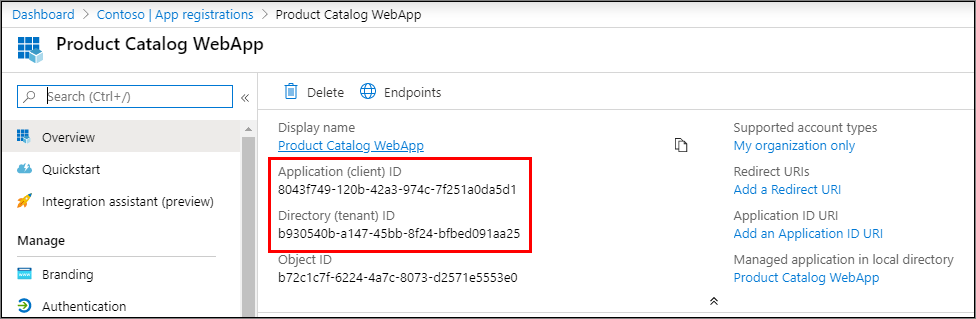 Dashboard > Contoso | App registrations > Product Catalog WebApp
Product Catalog WebApp
Search (Ctrl+/)
«
Overview
Quickstart
Integration assistant (preview)
Manage
Branding
Authentication
Delete
Endpoints
Display name
Product Catalog WebApp
Application (client) ID
8043f749-120b-42a3-974c-7f251a0da5d1
Directory (tenant) ID
b930540b-a147-45bb-8f24-bfbed091aa25
Object ID
b72c1c7f-6224-4a7c-8073-d2571e5553e0
Supported account types
My organization only
Redirect URIs
Add a Redirect URI
Application ID URI
Add an Application ID URI
Managed application in local directory
Product Catalog WebApp